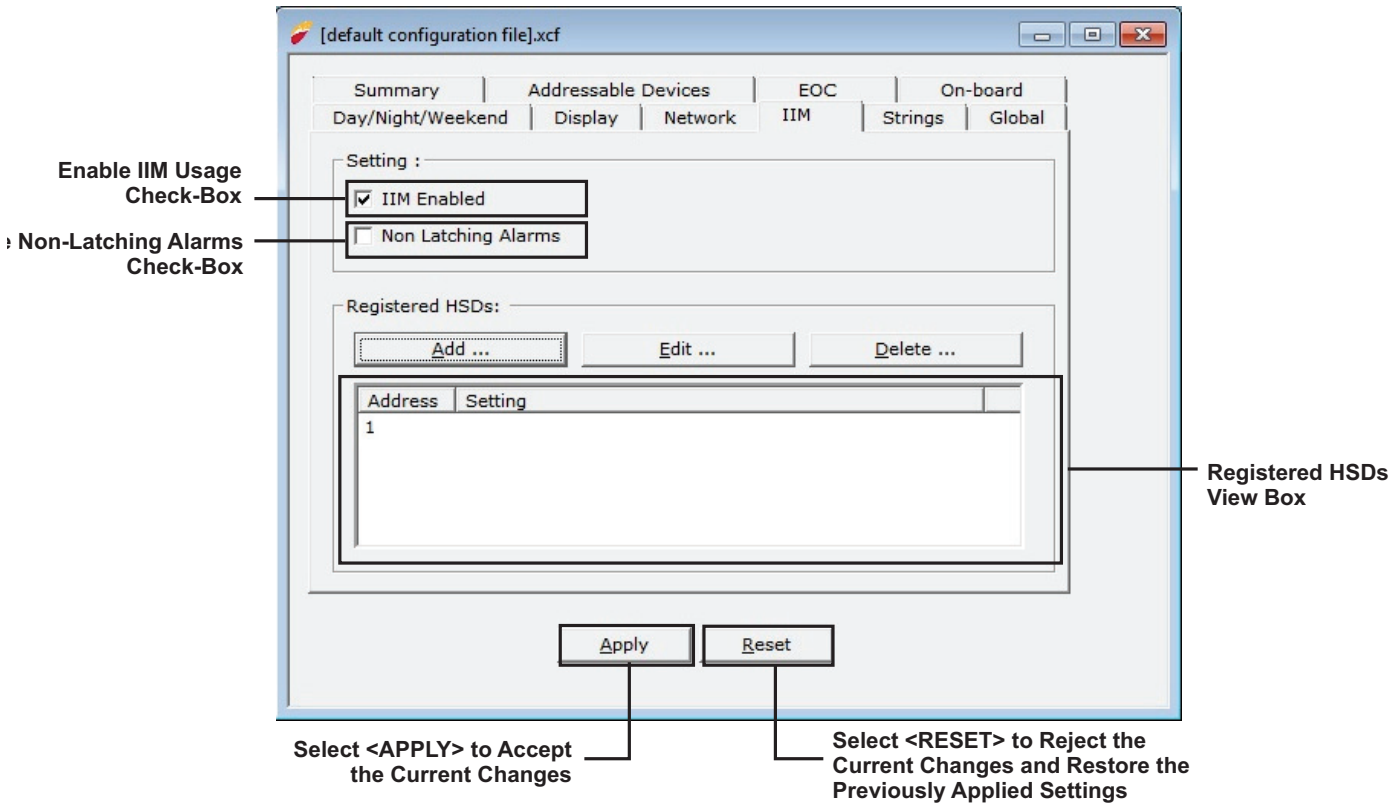 [default configuration file].xcf
Summary
Addressable Devices
EOC
On-board
Day/Night/Weekend
Display
Network
IIM
Strings
Global
Setting :
Enable IIM Usage
Check-Box
IIM Enabled
Non-Latching Alarms
Check-Box
Non Latching Alarms
Registered HSDs:
Add ...
Edit ...
Delete ...
Address
Setting
1
Registered HSDs
View Box
Apply
Reset
Select <APPLY> to Accept
the Current Changes
Select <RESET> to Reject the
Current Changes and Restore the
Previously Applied Settings